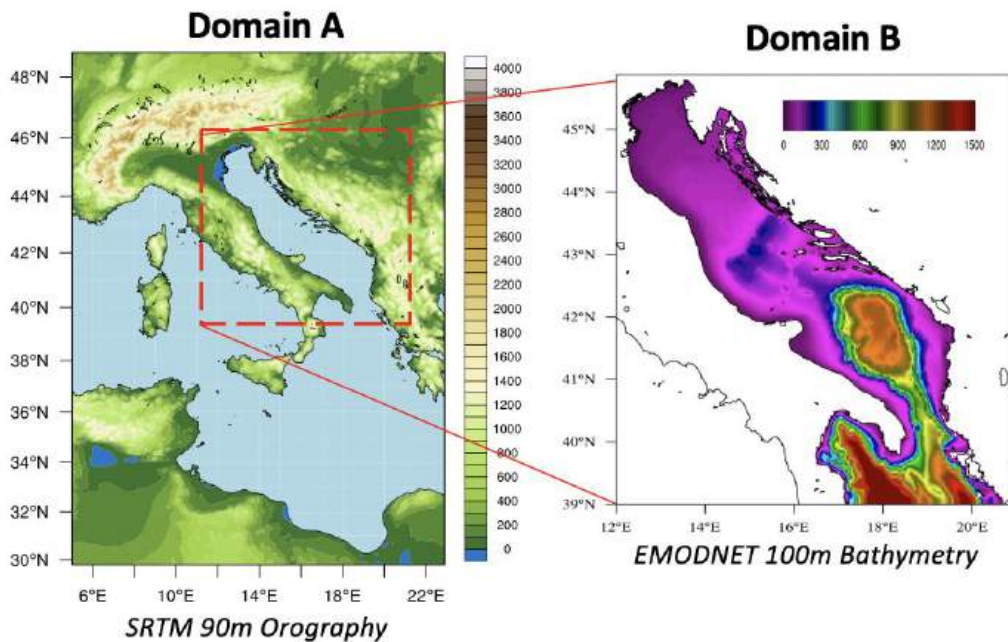 Domain A
Domain B
48°N
46°N
44°N
42°N
40°N
38°N
36°N
34°N
32°N
30°N
6°E 10°E 14°E 18°E 22°E
4000
3800
3600
3400
3200
3000
2800
2600
2400
2200
2000
1800
1600
1400
1200
1000
800
600
400
200
0
SRTM 90m Orography
0 300 600 900 1200 1500
45°N
44°N
43°N
42°N
41°N
40°N
39°N
12°E 14°E 16°E 18°E 20°E
EMODNET 100m Bathymetry